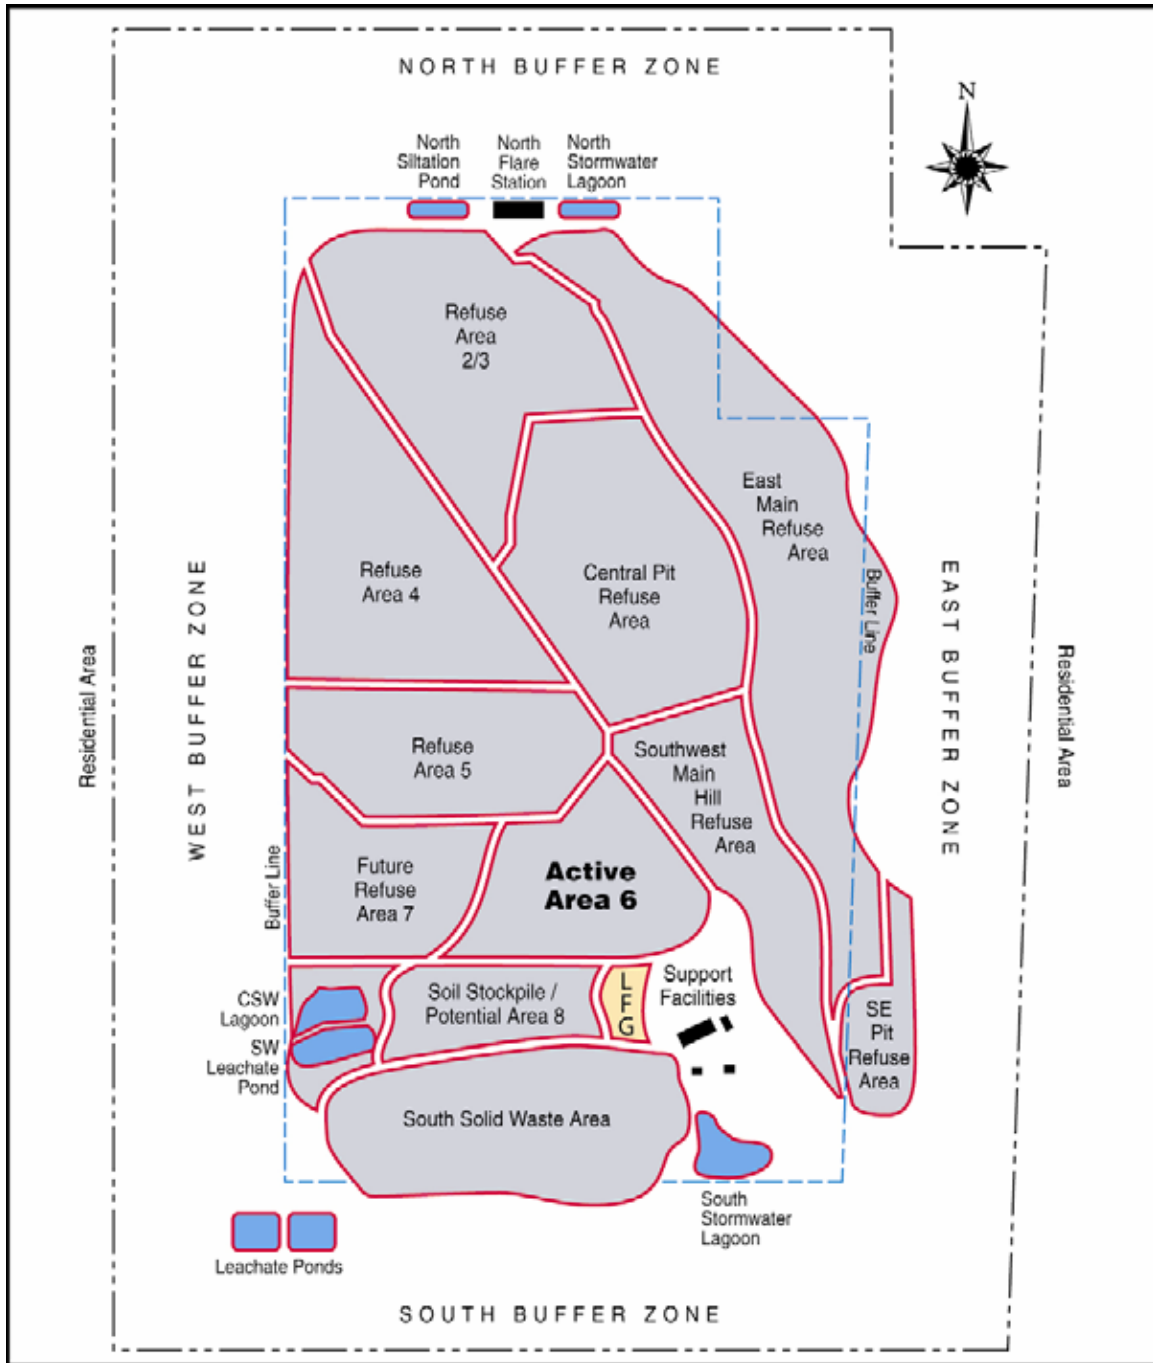 NORTH BUFFER ZONE
N
North
Siltation
Pond
North
Flare
Station
North
Stormwater
Lagoon
Refuse
Area
2/3
East
Main
Refuse
Area
Refuse
Area 4
Central Pit
Refuse
Area
Buffer Line
EAST BUFFER ZONE
Residential Area
WEST BUFFER ZONE
Residential Area
Refuse
Area 5
Southwest
Main
Hill
Refuse
Area
Buffer Line
Future
Refuse
Area 7
Active
Area 6
CSW
Lagoon
SW
Leachate
Pond
Soil Stockpile /
Potential Area 8
L
F
G
Support
Facilities
SE
Pit
Refuse
Area
South Solid Waste Area
South
Stormwater
Lagoon
Leachate Ponds
SOUTH BUFFER ZONE